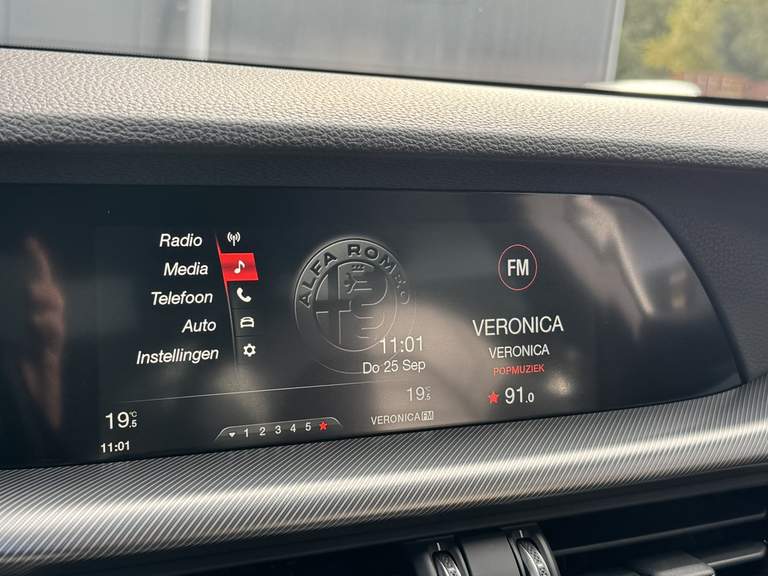 Radio
Media
Telefoon
Auto
Instellingen
ALFA ROMEO
11:01
Do 25 Sep
FM
VERONICA
VERONICA
POPMUZIEK
★ 91.0
19.5°C
11:01
♥ 1 2 3 4 5 ★
19.5°C
VERONICA FM